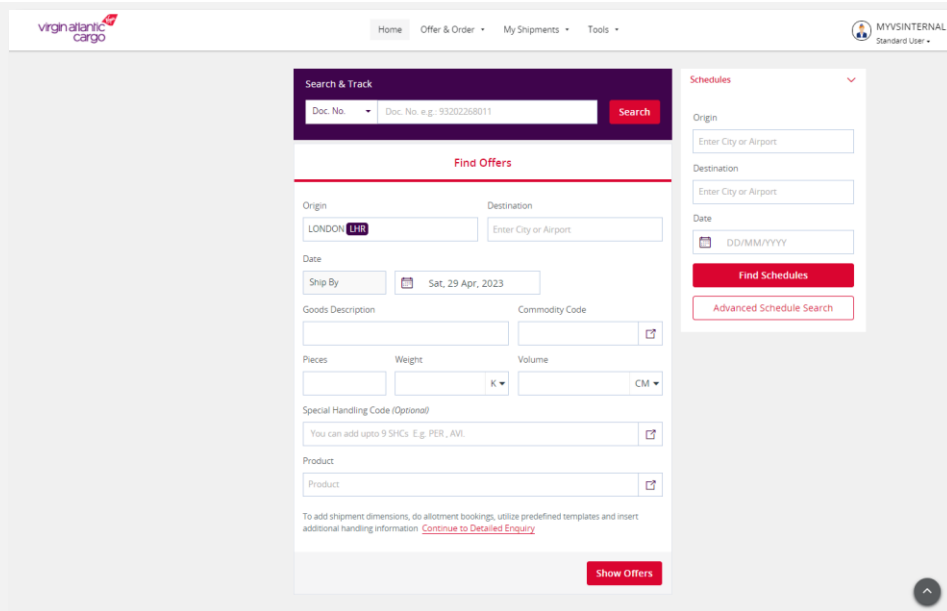 virgin atlantic
cargo
Home Offer & Order My Shipments Tools
MYVSINTERNAL
Standard User
Search & Track
Doc. No. Doc. No. e.g.: 93202268011 Search
Find Offers
Origin Destination
LONDON LHR Enter City or Airport
Date
Ship By Sat, 29 Apr, 2023
Goods Description Commodity Code
Pieces Weight Volume
K CM
Special Handling Code (Optional)
You can add upto 9 SHCs E.g. PER , AVI.
Product
Product
To add shipment dimensions, do allotment bookings, utilize predefined templates and insert
additional handling information Continue to Detailed Enquiry
Show Offers
Schedules
Origin
Enter City or Airport
Destination
Enter City or Airport
Date
DD/MM/YYYY
Find Schedules
Advanced Schedule Search